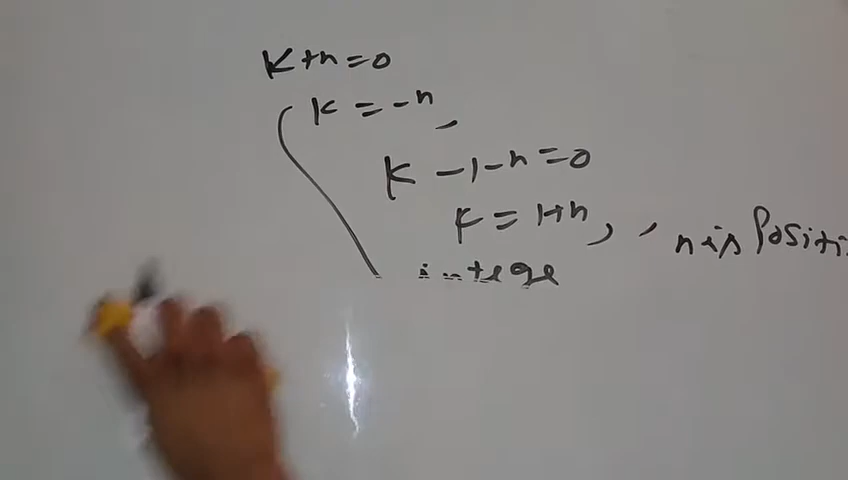 K+n=0
K = -n,
K -1-n=0
K = 1+n, , n is Positi
intege